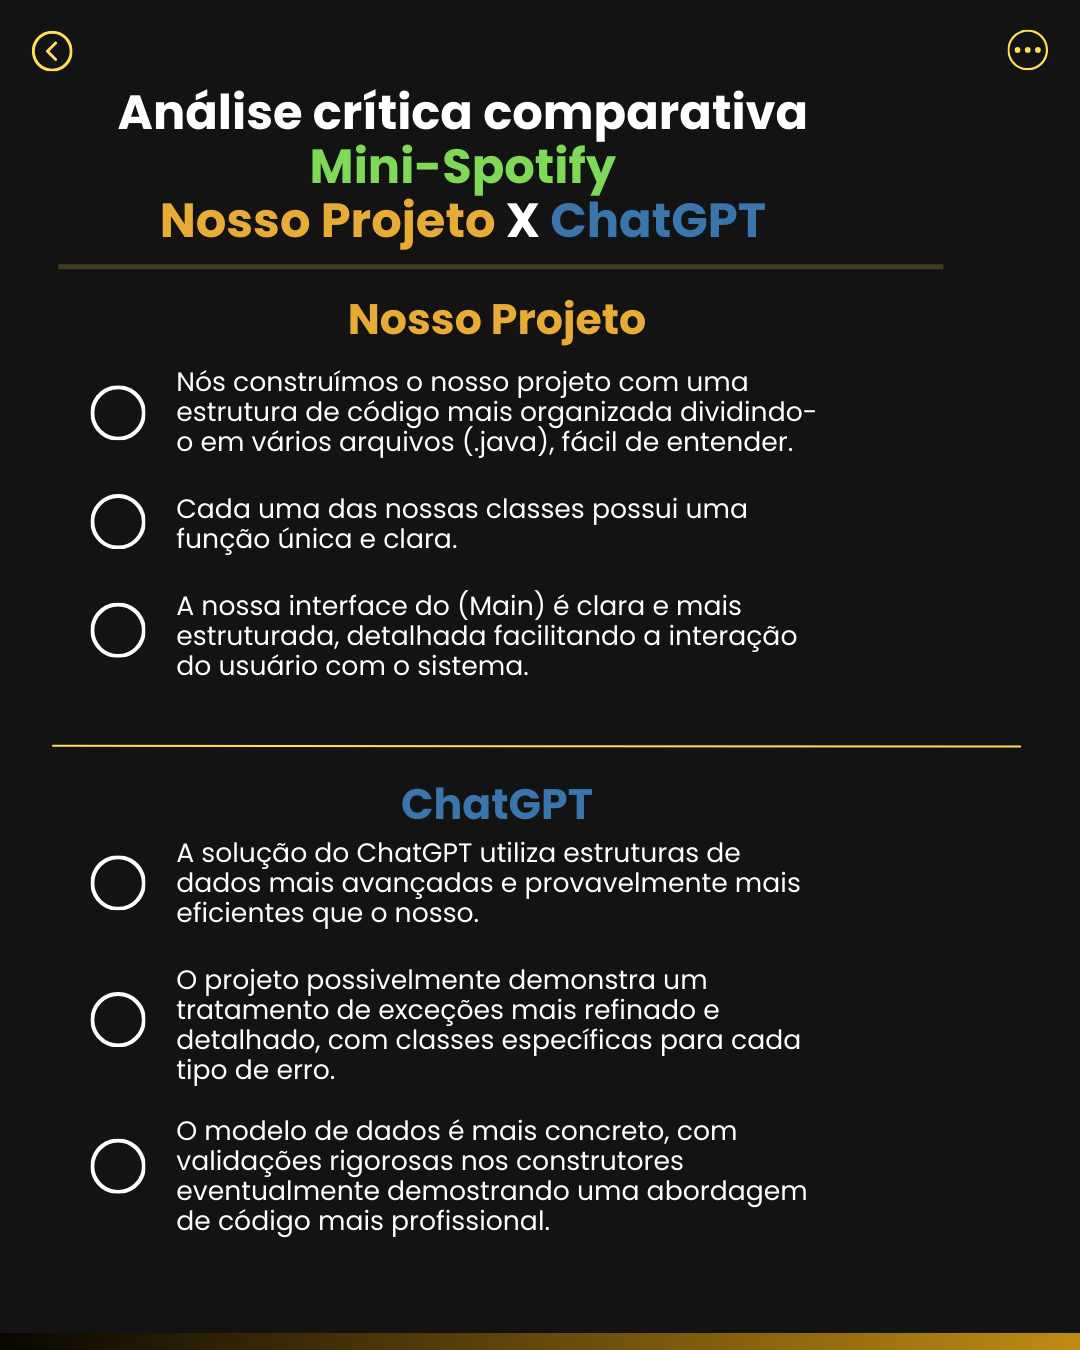 Análise crítica comparativa
Mini-Spotify
Nosso Projeto X ChatGPT
Nosso Projeto
Nós construímos o nosso projeto com uma
estrutura de código mais organizada dividindo-
o em vários arquivos (.java), fácil de entender.
Cada uma das nossas classes possui uma
função única e clara.
A nossa interface do (Main) é clara e mais
estruturada, detalhada facilitando a interação
do usuário com o sistema.
ChatGPT
A solução do ChatGPT utiliza estruturas de
dados mais avançadas e provavelmente mais
eficientes que o nosso.
O projeto possivelmente demonstra um
tratamento de exceções mais refinado e
detalhado, com classes específicas para cada
tipo de erro.
O modelo de dados é mais concreto, com
validações rigorosas nos construtores
eventualmente demostrando uma abordagem
de código mais profissional.